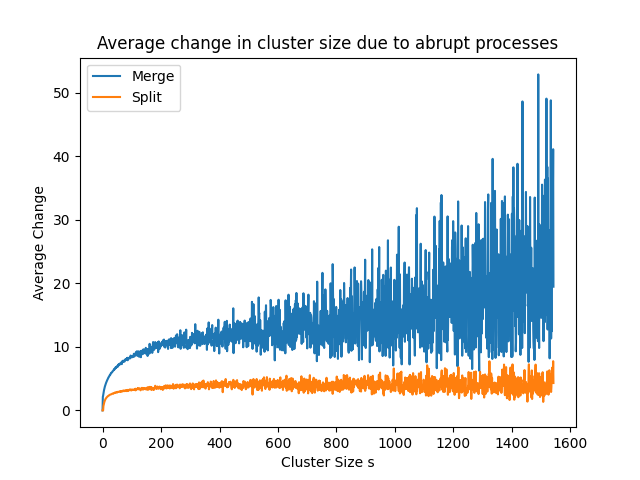 Average change in cluster size due to abrupt processes
Merge
Split
Average Change
50
40
30
20
10
0
0 200 400 600 800 1000 1200 1400 1600
Cluster Size s